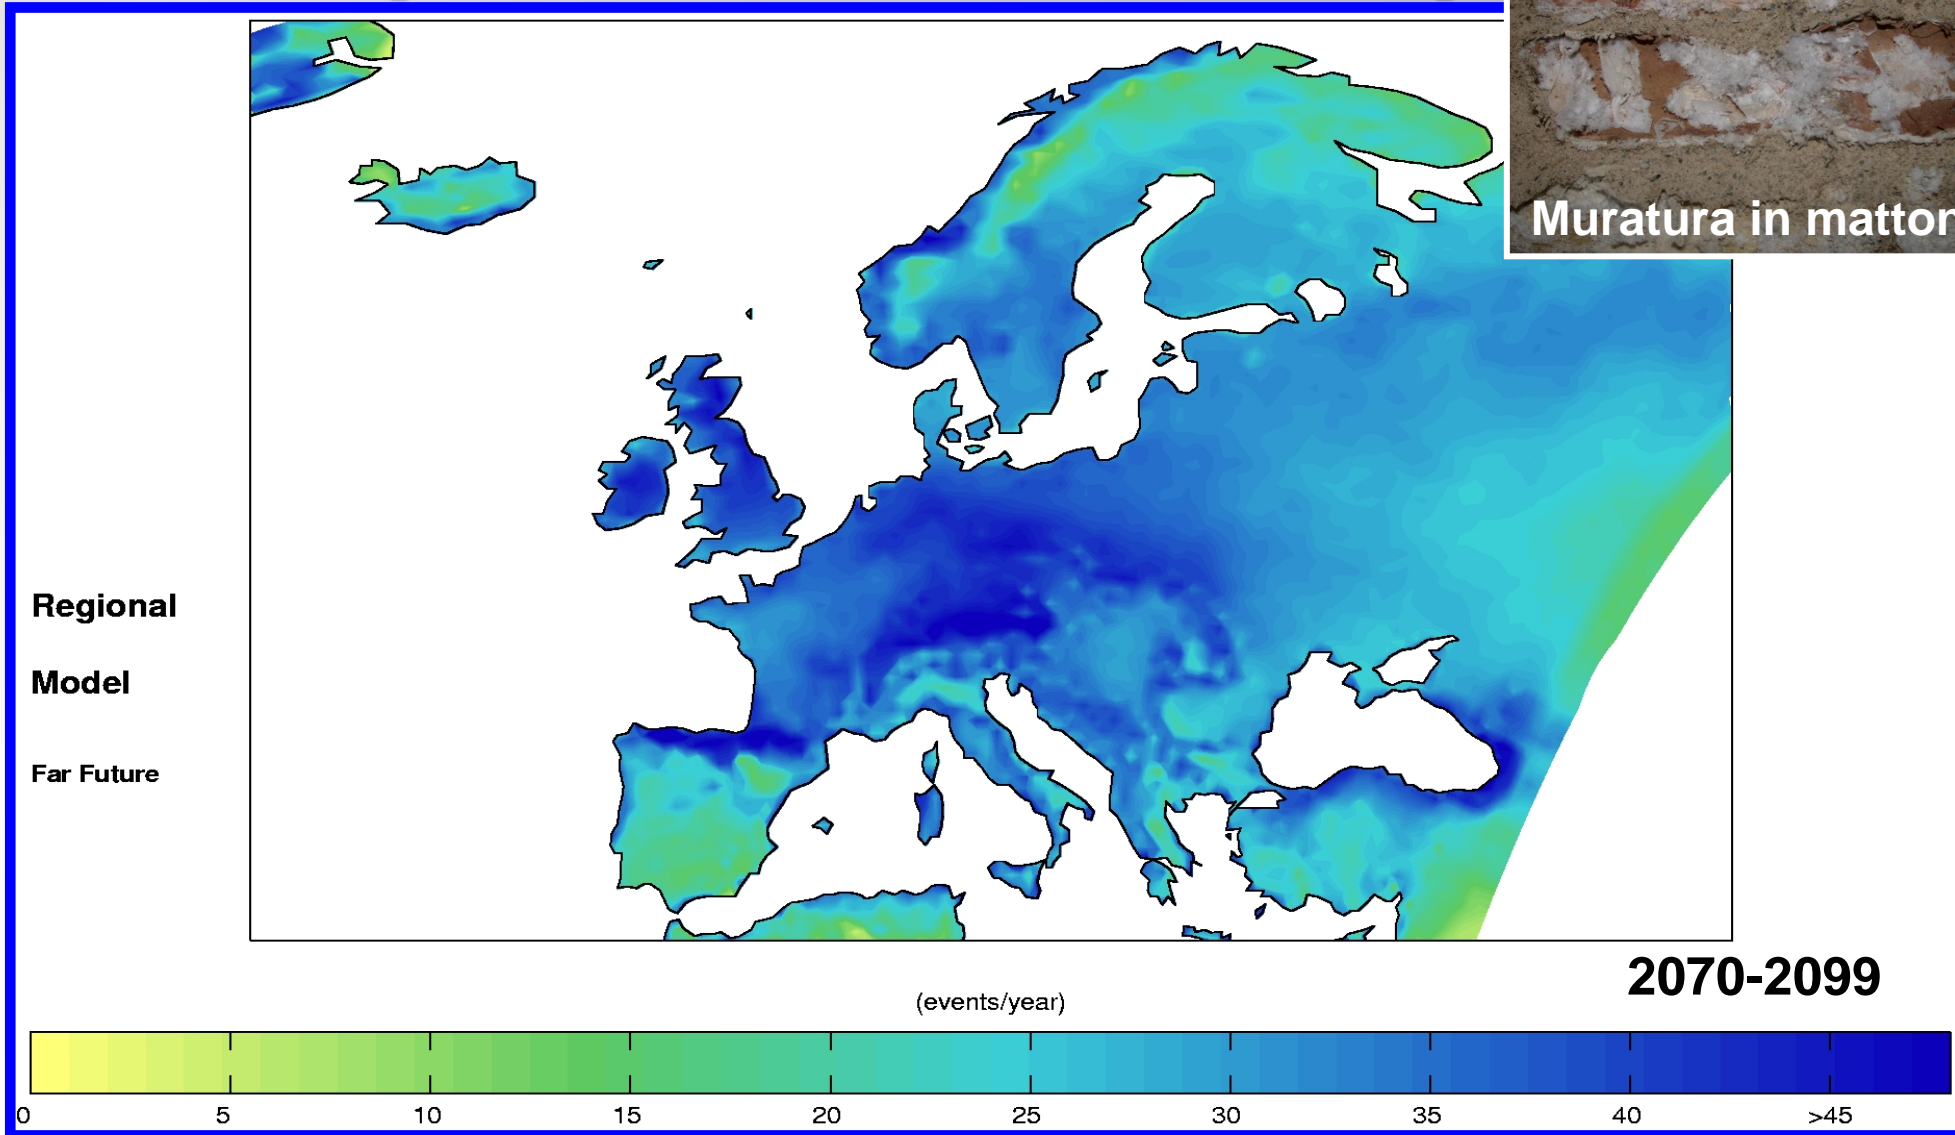 Muratura in matton
Regional
Model
Far Future
2070-2099
(events/year)
0 5 10 15 20 25 30 35 40 >45